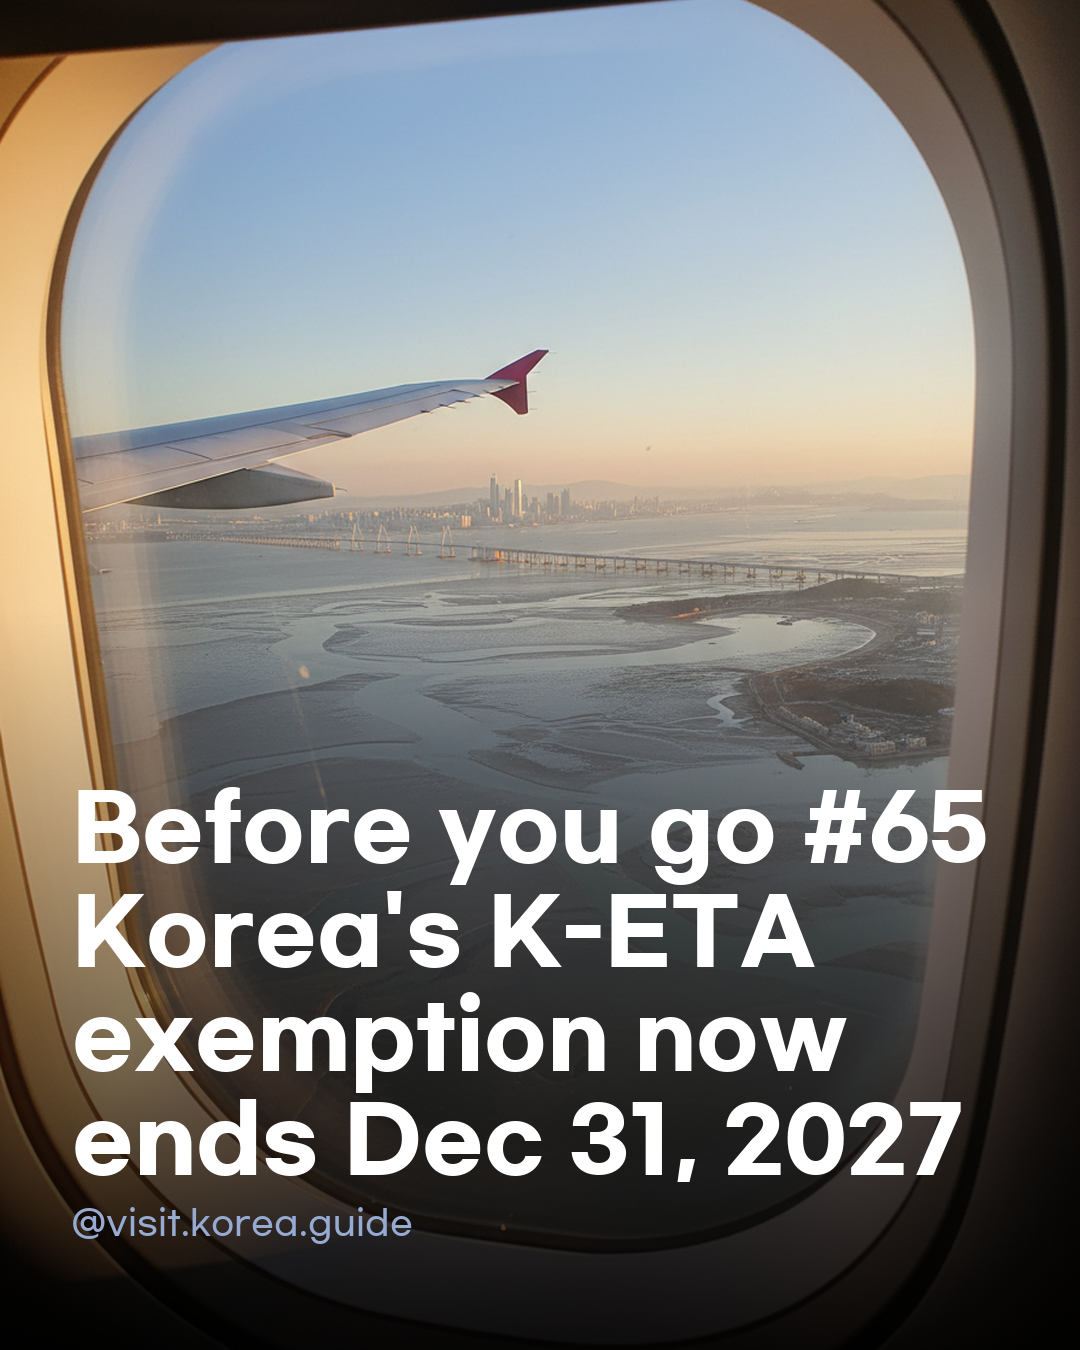 Before you go #65
Korea's K-ETA
exemption now
ends Dec 31, 2027
@visit.korea.guide